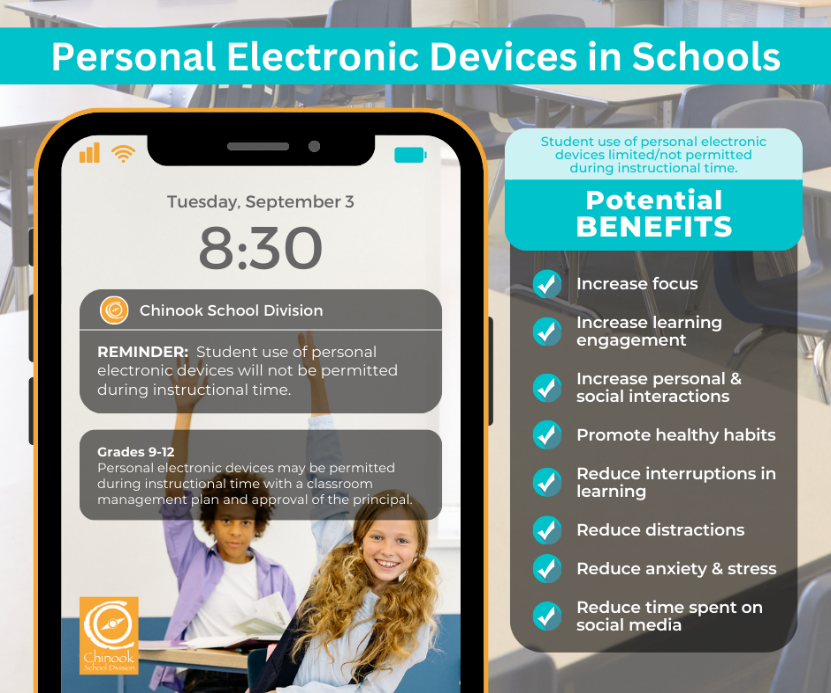 Personal Electronic Devices in Schools
Tuesday, September 3
8:30
Chinook School Division
REMINDER: Student use of personal
electronic devices will not be permitted
during instructional time.
Grades 9-12
Personal electronic devices may be permitted
during instructional time with a classroom
management plan and approval of the principal.
Chinook
School Division
Student use of personal electronic
devices limited/not permitted
during instructional time.
Potential
BENEFITS
Increase focus
Increase learning
engagement
Increase personal &
social interactions
Promote healthy habits
Reduce interruptions in
learning
Reduce distractions
Reduce anxiety & stress
Reduce time spent on
social media